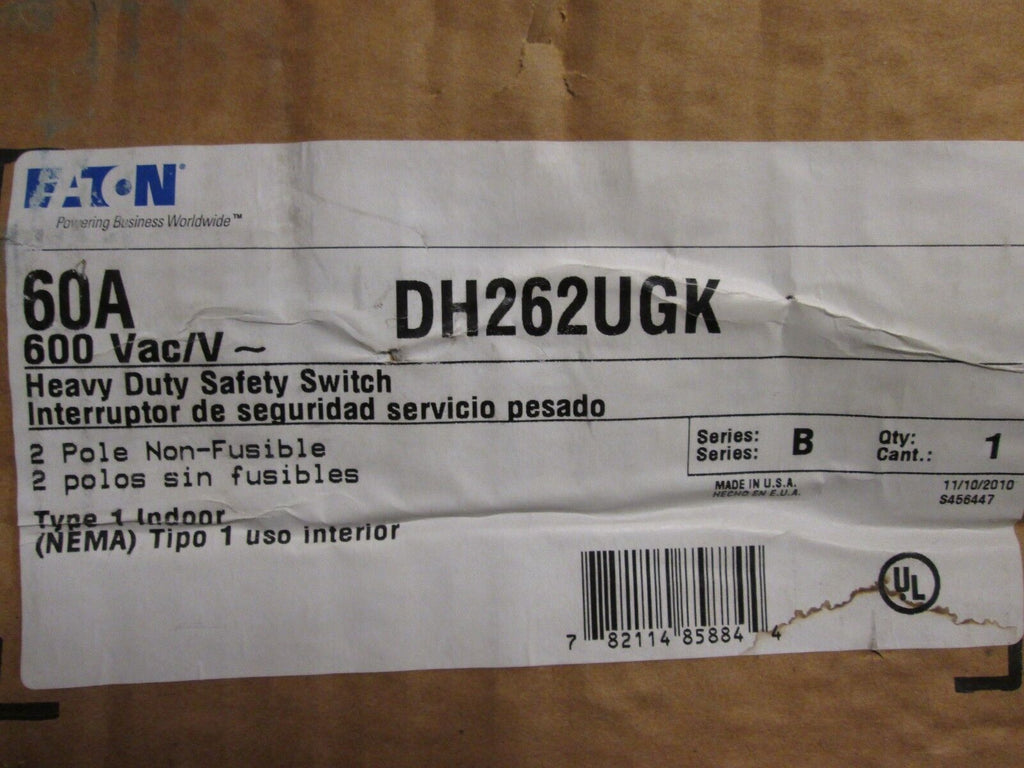 EATON®
Powering Business Worldwide™
60A
DH262UGK
600 Vac/V ~
Heavy Duty Safety Switch
Interruptor de seguridad servicio pesado
2 Pole Non-Fusible
2 polos sin fusibles
Series: B Qty: 1
Series: Cant.:
MADE IN U.S.A.
HECHO EN E.U.A.
11/10/2010
S456447
Type 1 Indoor
(NEMA) Tipo 1 uso interior
UL
7 82114 85884 4